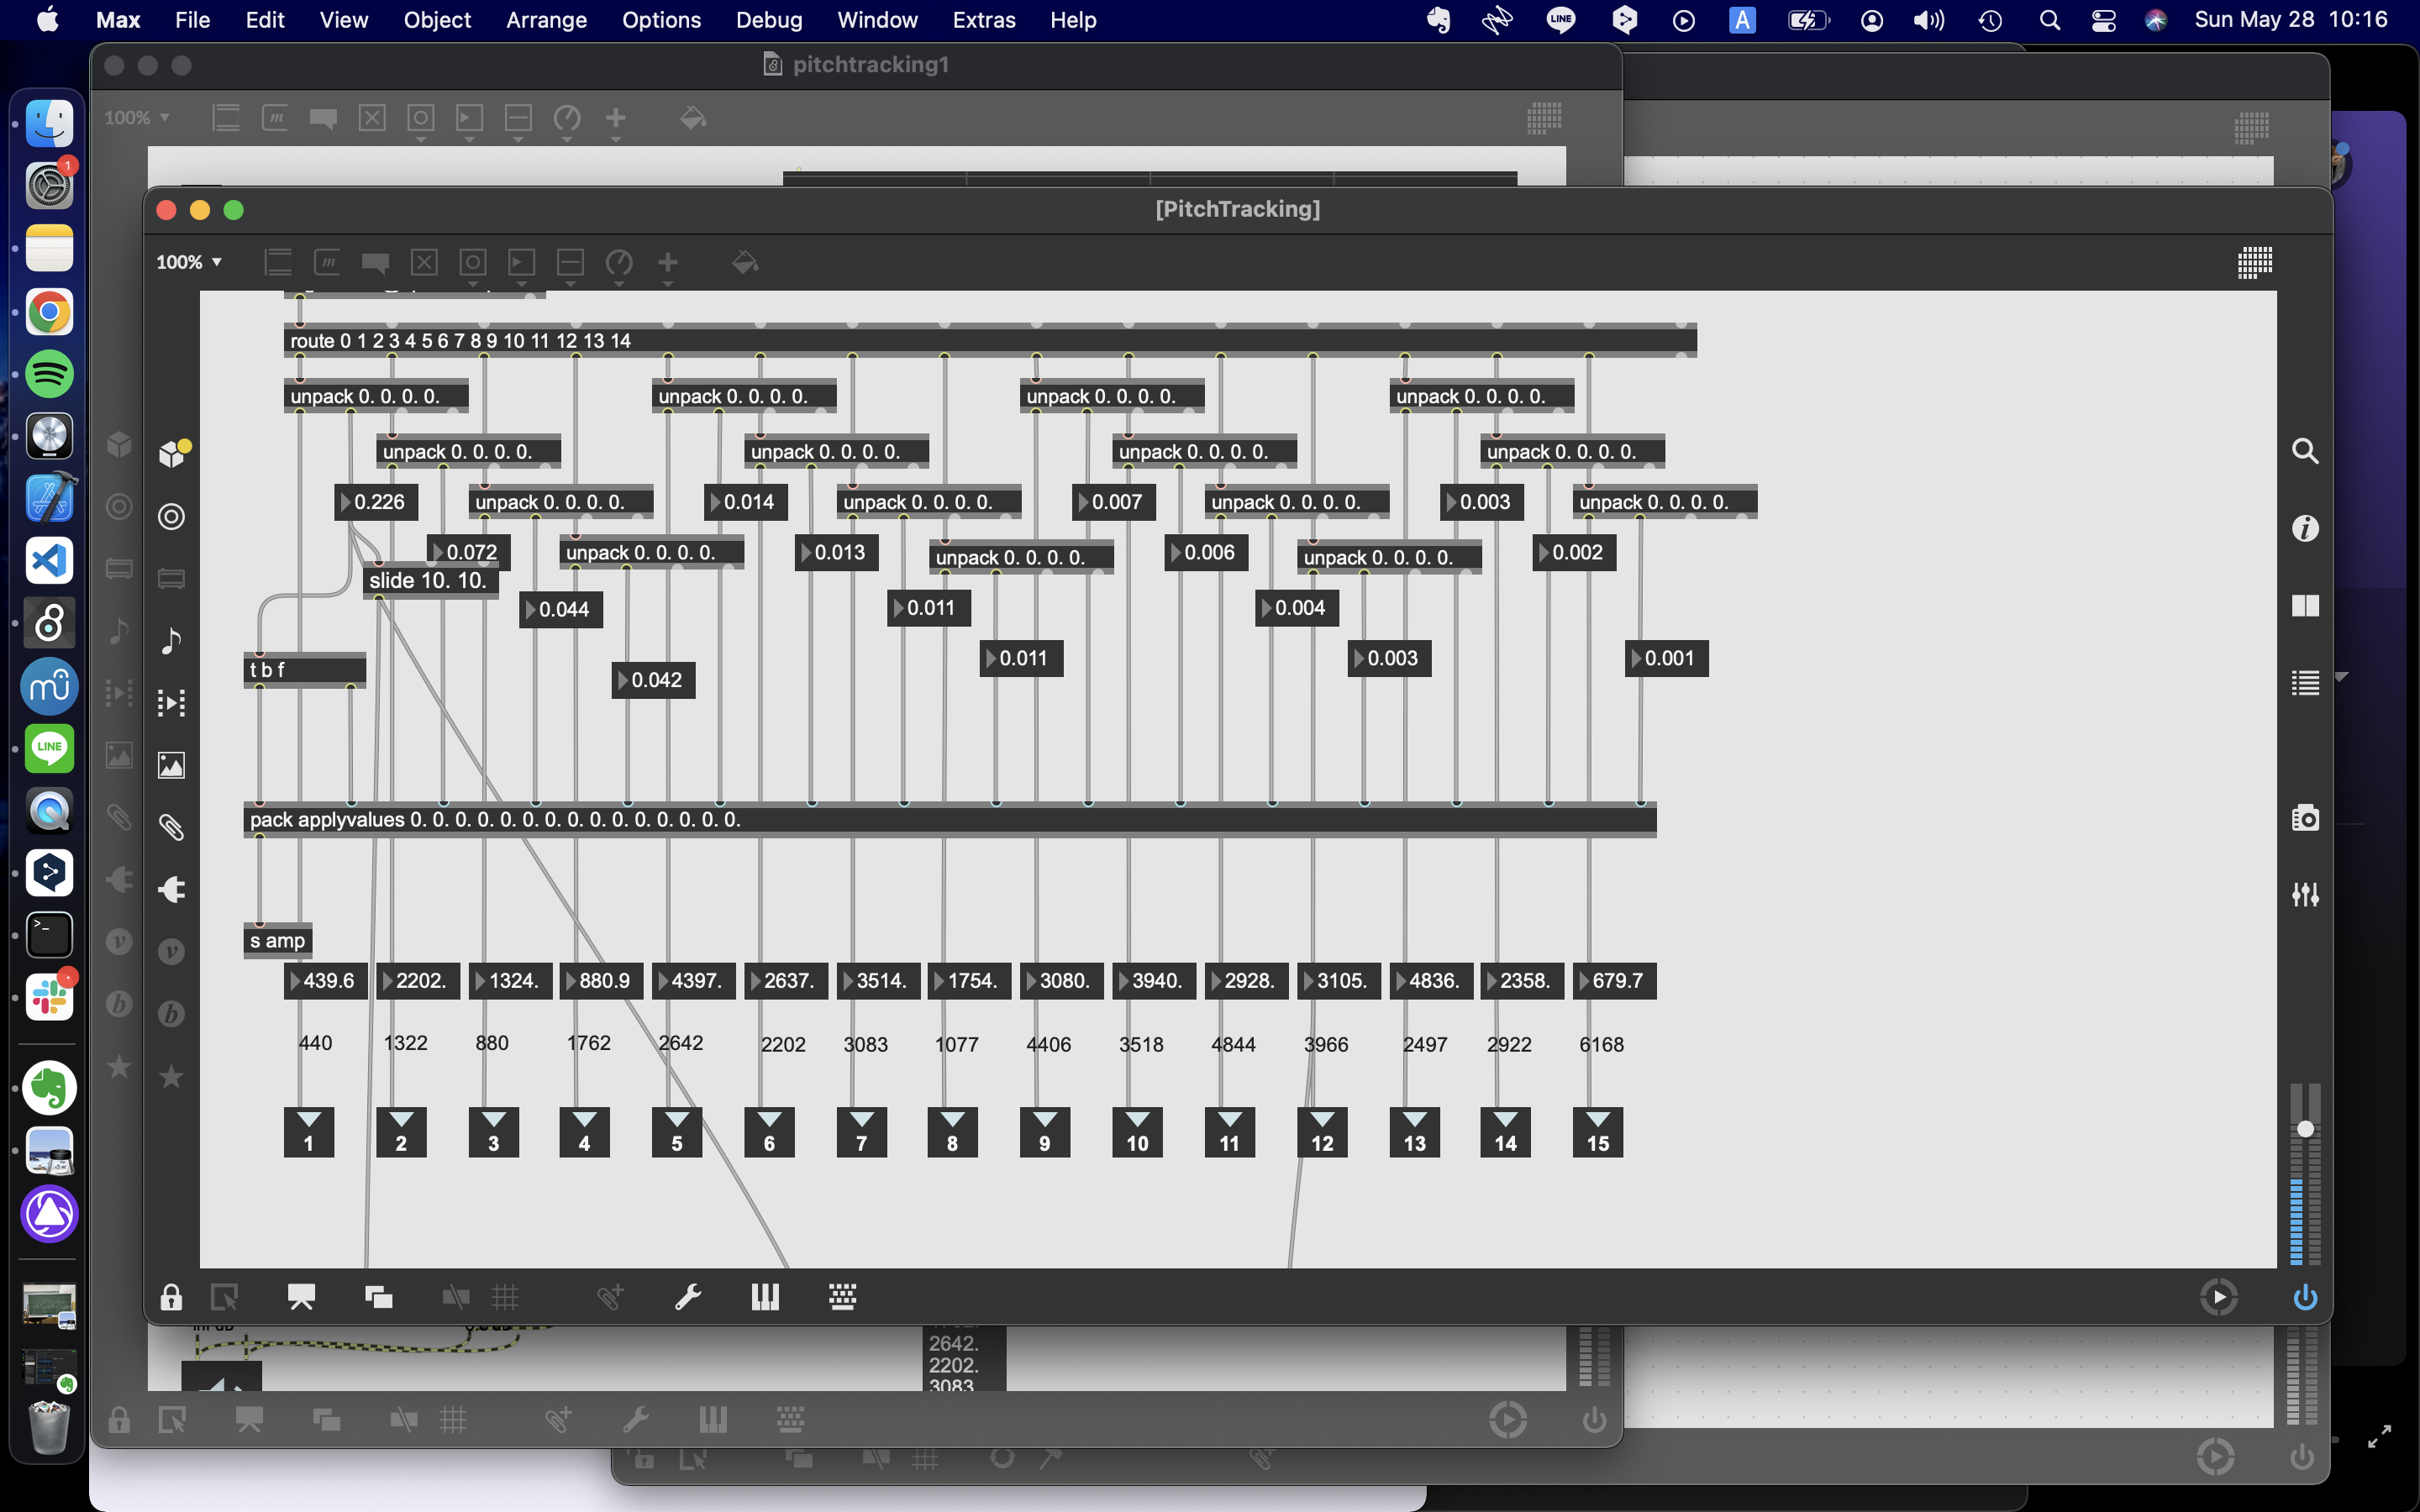 Max File Edit View Object Arrange Options Debug Window Extras Help LINE A Sun May 28 10:16
pitchtracking1
100%
m
[PitchTracking]
100%
m
1
route 0 1 2 3 4 5 6 7 8 9 10 11 12 13 14
unpack 0. 0. 0. 0. unpack 0. 0. 0. 0. unpack 0. 0. 0. 0. unpack 0. 0. 0. 0.
unpack 0. 0. 0. 0. unpack 0. 0. 0. 0. unpack 0. 0. 0. 0. unpack 0. 0. 0. 0.
0.226 unpack 0. 0. 0. 0. 0.014 unpack 0. 0. 0. 0. 0.007 unpack 0. 0. 0. 0. 0.003 unpack 0. 0. 0. 0.
0.072 unpack 0. 0. 0. 0. 0.013 unpack 0. 0. 0. 0. 0.006 unpack 0. 0. 0. 0. 0.002
slide 10. 10.
0.044 0.011 0.004
0.011 0.003 0.001
t b f
0.042
LINE
pack applyvalues 0. 0. 0. 0. 0. 0. 0. 0. 0. 0. 0. 0. 0. 0. 0.
s amp
439.6 2202. 1324. 880.9 4397. 2637. 3514. 1754. 3080. 3940. 2928. 3105. 4836. 2358. 679.7
440 1322 880 1762 2642 2202 3083 1077 4406 3518 4844 3966 2497 2922 6168
1 2 3 4 5 6 7 8 9 10 11 12 13 14 15
2642.
2202.
3083